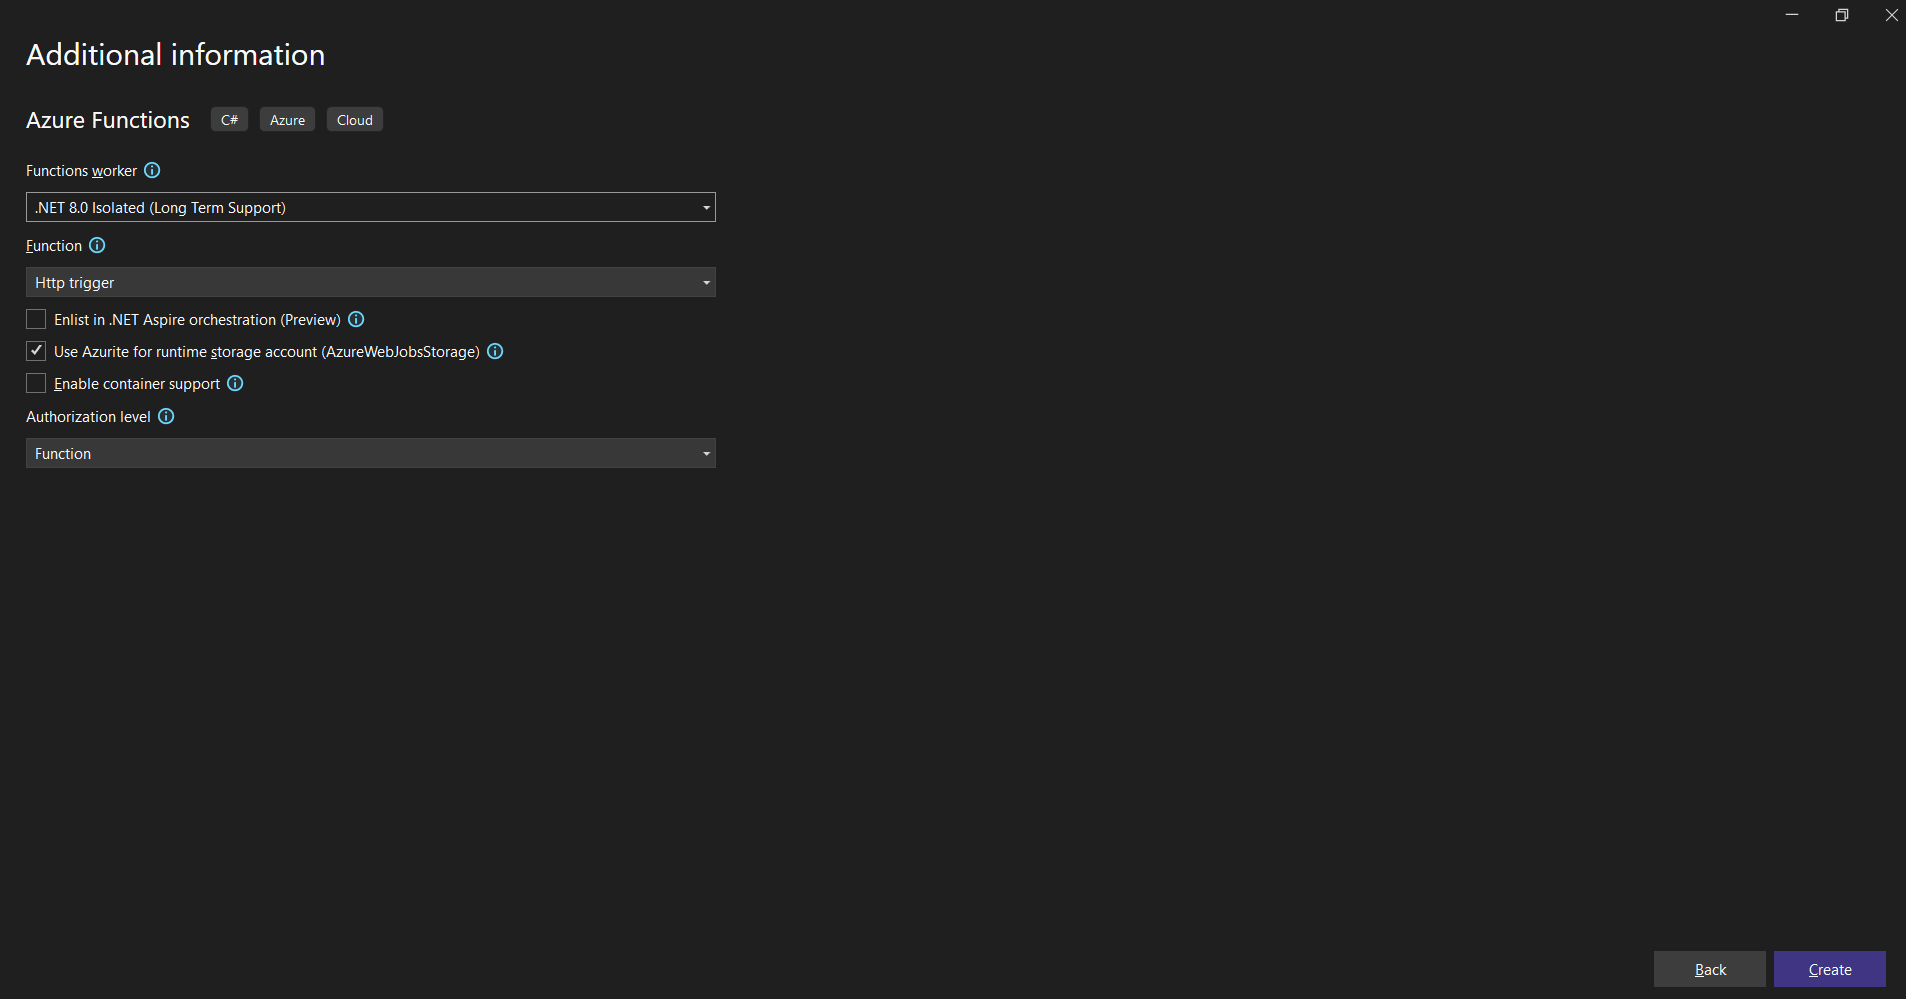 Additional information
Azure Functions C# Azure Cloud
Functions worker
.NET 8.0 Isolated (Long Term Support)
Function
Http trigger
Enlist in .NET Aspire orchestration (Preview)
Use Azurite for runtime storage account (AzureWebJobsStorage)
Enable container support
Authorization level
Function
Back Create